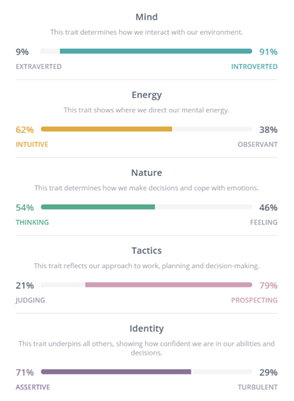 Mind
This trait determines how we interact with our environment.
9% 91%
EXTRAVERTED INTROVERTED
Energy
This trait shows where we direct our mental energy.
62% 38%
INTUITIVE OBSERVANT
Nature
This trait determines how we make decisions and cope with emotions.
54% 46%
THINKING FEELING
Tactics
This trait reflects our approach to work, planning and decision-making.
21% 79%
JUDGING PROSPECTING
Identity
This trait underpins all others, showing how confident we are in our abilities and
decisions.
71% 29%
ASSERTIVE TURBULENT